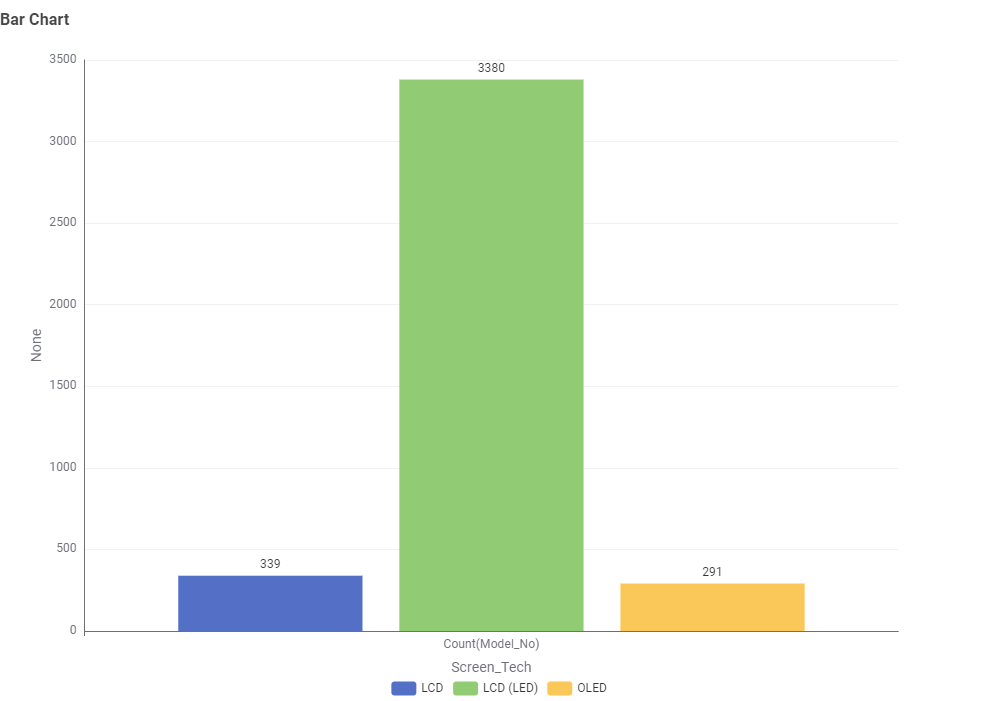 Bar Chart
3500
3380
3000
2500
2000
None
1500
1000
500
339
291
0
Count(Model_No)
Screen_Tech
LCD LCD (LED) OLED